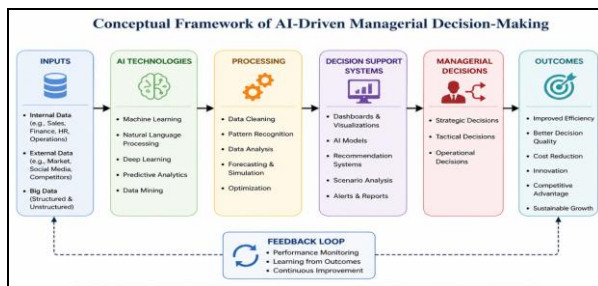 Conceptual Framework of AI-Driven Managerial Decision-Making
INPUTS
• Internal Data
(e.g., Sales,
Finance, HR,
Operations)
• External Data
(e.g., Market,
Social Media,
Competitors)
• Big Data
(Structured &
Unstructured)
AI TECHNOLOGIES
• Machine Learning
• Natural Language
Processing
• Deep Learning
• Predictive Analytics
• Data Mining
PROCESSING
• Data Cleaning
• Pattern Recognition
• Data Analysis
• Forecasting &
Simulation
• Optimization
DECISION SUPPORT
SYSTEMS
• Dashboards &
Visualizations
• AI Models
• Recommendation
Systems
• Scenario Analysis
• Alerts & Reports
MANAGERIAL
DECISIONS
• Strategic Decisions
• Tactical Decisions
• Operational
Decisions
OUTCOMES
• Improved Efficiency
• Better Decision
Quality
• Cost Reduction
• Innovation
• Competitive
Advantage
• Sustainable Growth
FEEDBACK LOOP
• Performance Monitoring
• Learning from Outcomes
• Continuous Improvement